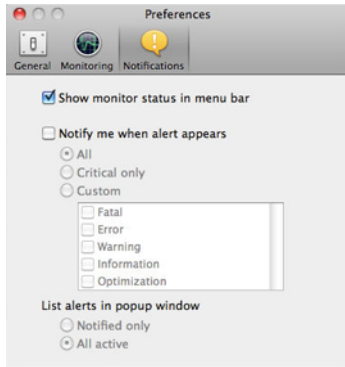 Preferences
General Monitoring Notifications
Show monitor status in menu bar
Notify me when alert appears
All
Critical only
Custom
Fatal
Error
Warning
Information
Optimization
List alerts in popup window
Notified only
All active